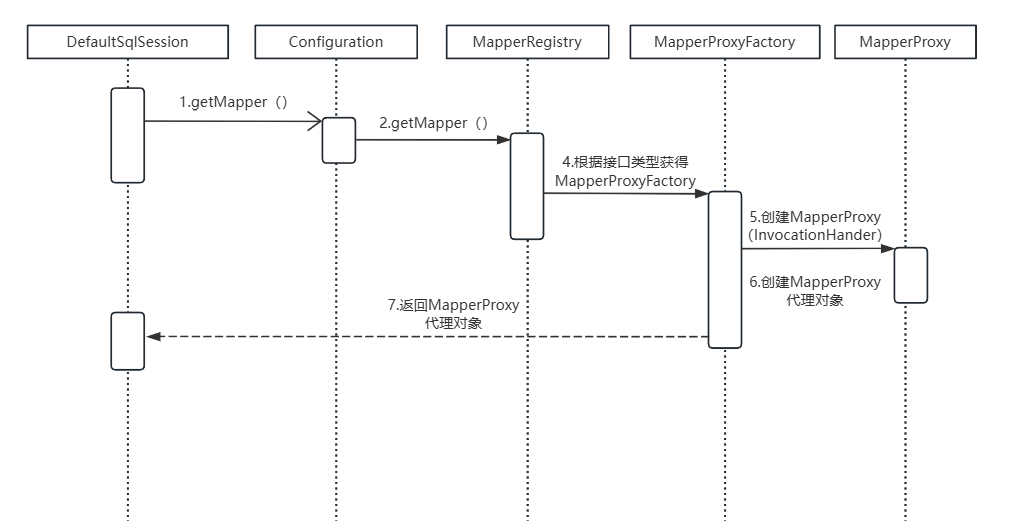 DefaultSqlSession
Configuration
MapperRegistry
MapperProxyFactory
MapperProxy
1.getMapper（）
2.getMapper（）
4.根据接口类型获得
MapperProxyFactory
5.创建MapperProxy
（InvocationHander）
6.创建MapperProxy
代理对象
7.返回MapperProxy
代理对象